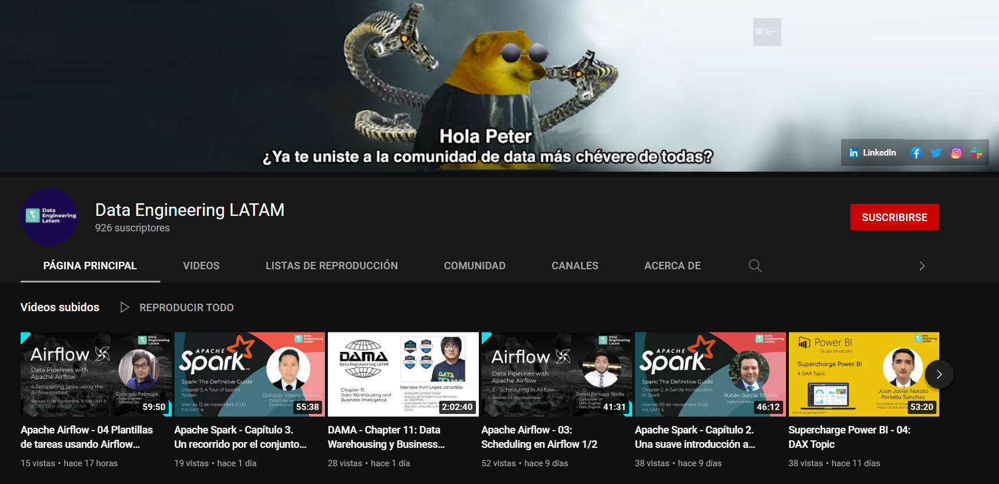 Hola Peter
¿Ya te uniste a la comunidad de data más chévere de todas?
LinkedIn
Data
Engineering
Latam
Data Engineering LATAM
926 suscriptores
SUSCRIBIRSE
PÁGINA PRINCIPAL
VIDEOS
LISTAS DE REPRODUCCIÓN
COMUNIDAD
CANALES
ACERCA DE
Videos subidos
REPRODUCIR TODO
Data
Engineering
Latam
Airflow
Data Pipelines with
Apache Airflow
4.Templating tasks using the
Airflow context
Viernes 12 de noviembre, 10 PM GMT-5
#DataEngineeringLATAM
Giancarlo Paémape
Data Engineer
Software Dev
59:50
Apache Airflow - 04 Plantillas
de tareas usando Airflow...
15 vistas • hace 17 horas
Data
Engineering
Latam
APACHE
Spark™
Spark: The Definitive Guide
Chapter 3. A Tour of Spark's
Toolset
Viernes 12 de noviembre 21:00
hrs GMT-5
Gonzalo Villena Romero
- Data Engineer
Consultancy
55:38
Apache Spark - Capítulo 3.
Un recorrido por el conjunto...
19 vistas • hace 1 día
DAMA
Data Engineering LATAM
Chapter 11:
Data Warehousing and
Business Intelligence
Mariano Irvin Lopez Jaramillo
- Microsoft Certified Trainer
- Analista de Inteligencia de Mercados
en SIDERPERU
- Investigador de nuevas
Big Data y Arquitectura
Datos.
2:02:40
DAMA - Chapter 11: Data
Warehousing y Business...
28 vistas • hace 1 día
Data
Engineering
Latam
Airflow
Data Pipelines with
Apache Airflow
3 - Scheduling in Airflow
Viernes 05 de noviembre
#DataEngineeringLATAM
Daniel Portugal Revilla
Co-Founder of
Data Engineering
Data Engineer
41:31
Apache Airflow - 03:
Scheduling en Airflow 1/2
52 vistas • hace 9 días
Data
Engineering
Latam
APACHE
Spark™
Spark: The Definitive Guide
Chapter 2. A Gentle Introduction
to Spark
Viernes 05 de noviembre 21:00
hrs GMT-5
Rubén García Tenorio
- Data Scientist
46:12
Apache Spark - Capítulo 2.
Una suave introducción a...
38 vistas • hace 9 días
Data
Engineering
LATAM
Power BI
Grupo de estudio
Supercharge Power BI
4: DAX Topic
Juan Javier Notato
Portella Sanchez
- Estudiante en
Mayor de San Marcos
#DataEngineeringLATAM
53:20
Supercharge Power BI - 04:
DAX Topic
38 vistas • hace 11 días